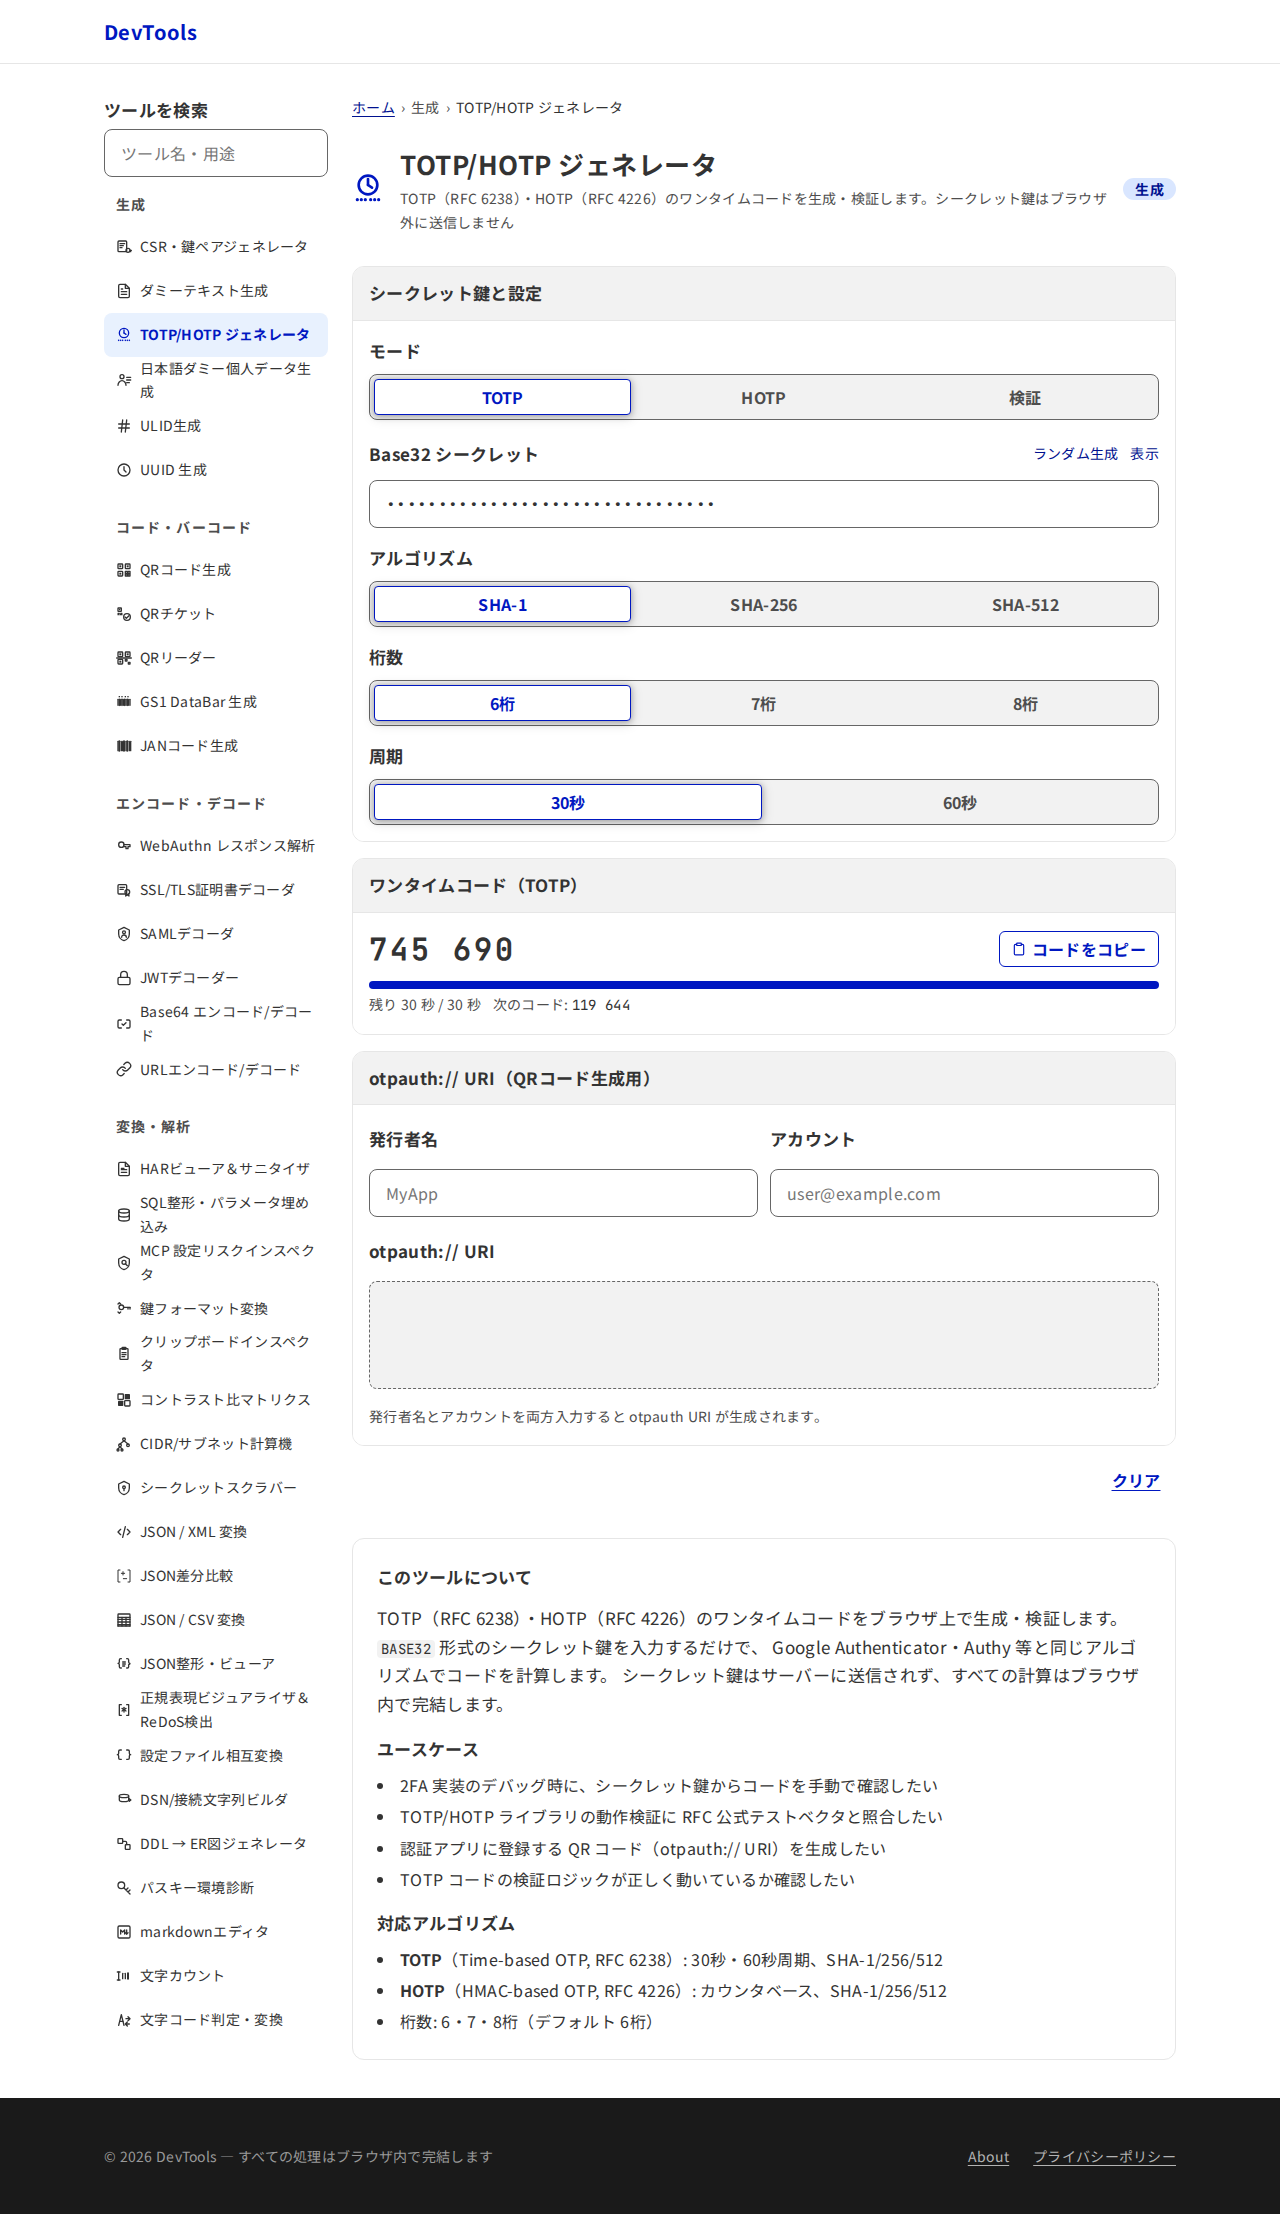 DevTools
ツールを検索
ツール名・用途
生成
CSR・鍵ペアジェネレータ
ダミーテキスト生成
TOTP/HOTP ジェネレータ
日本語ダミー個人データ生
成
ULID生成
UUID 生成
コード・バーコード
QRコード生成
QRチケット
QRリーダー
GS1 DataBar 生成
JANコード生成
エンコード・デコード
WebAuthn レスポンス解析
SSL/TLS証明書デコーダ
SAMLデコーダ
JWTデコーダー
Base64 エンコード/デコー
ド
URLエンコード/デコード
変換・解析
HARビューア＆サニタイザ
SQL整形・パラメータ埋め
込み
MCP 設定リスクインスペク
タ
鍵フォーマット変換
クリップボードインスペク
タ
コントラスト比マトリクス
CIDR/サブネット計算機
シークレットスクラバー
JSON / XML 変換
JSON差分比較
JSON / CSV 変換
JSON整形・ビューア
正規表現ビジュアライザ＆
ReDoS検出
設定ファイル相互変換
DSN/接続文字列ビルダ
DDL → ER図ジェネレータ
パスキー環境診断
markdownエディタ
文字カウント
文字コード判定・変換
ホーム › 生成 › TOTP/HOTP ジェネレータ
TOTP/HOTP ジェネレータ
TOTP（RFC 6238）・HOTP（RFC 4226）のワンタイムコードを生成・検証します。シークレット鍵はブラウザ
外に送信しません
生成
シークレット鍵と設定
モード
TOTP HOTP 検証
Base32 シークレット ランダム生成 表示
••••••••••••••••••••••••••••••••
アルゴリズム
SHA-1 SHA-256 SHA-512
桁数
6桁 7桁 8桁
周期
30秒 60秒
ワンタイムコード（TOTP）
745 690 コードをコピー
残り 30 秒 / 30 秒 次のコード: 119 644
otpauth:// URI（QRコード生成用）
発行者名 アカウント
MyApp user@example.com
otpauth:// URI
発行者名とアカウントを両方入力すると otpauth URI が生成されます。
クリア
このツールについて
TOTP（RFC 6238）・HOTP（RFC 4226）のワンタイムコードをブラウザ上で生成・検証します。
BASE32 形式のシークレット鍵を入力するだけで、 Google Authenticator・Authy 等と同じアルゴ
リズムでコードを計算します。 シークレット鍵はサーバーに送信されず、すべての計算はブラウザ
内で完結します。
ユースケース
• 2FA 実装のデバッグ時に、シークレット鍵からコードを手動で確認したい
• TOTP/HOTP ライブラリの動作検証に RFC 公式テストベクタと照合したい
• 認証アプリに登録する QR コード（otpauth:// URI）を生成したい
• TOTP コードの検証ロジックが正しく動いているか確認したい
対応アルゴリズム
• TOTP（Time-based OTP, RFC 6238）: 30秒・60秒周期、SHA-1/256/512
• HOTP（HMAC-based OTP, RFC 4226）: カウンタベース、SHA-1/256/512
• 桁数: 6・7・8桁（デフォルト 6桁）
© 2026 DevTools — すべての処理はブラウザ内で完結します
About プライバシーポリシー